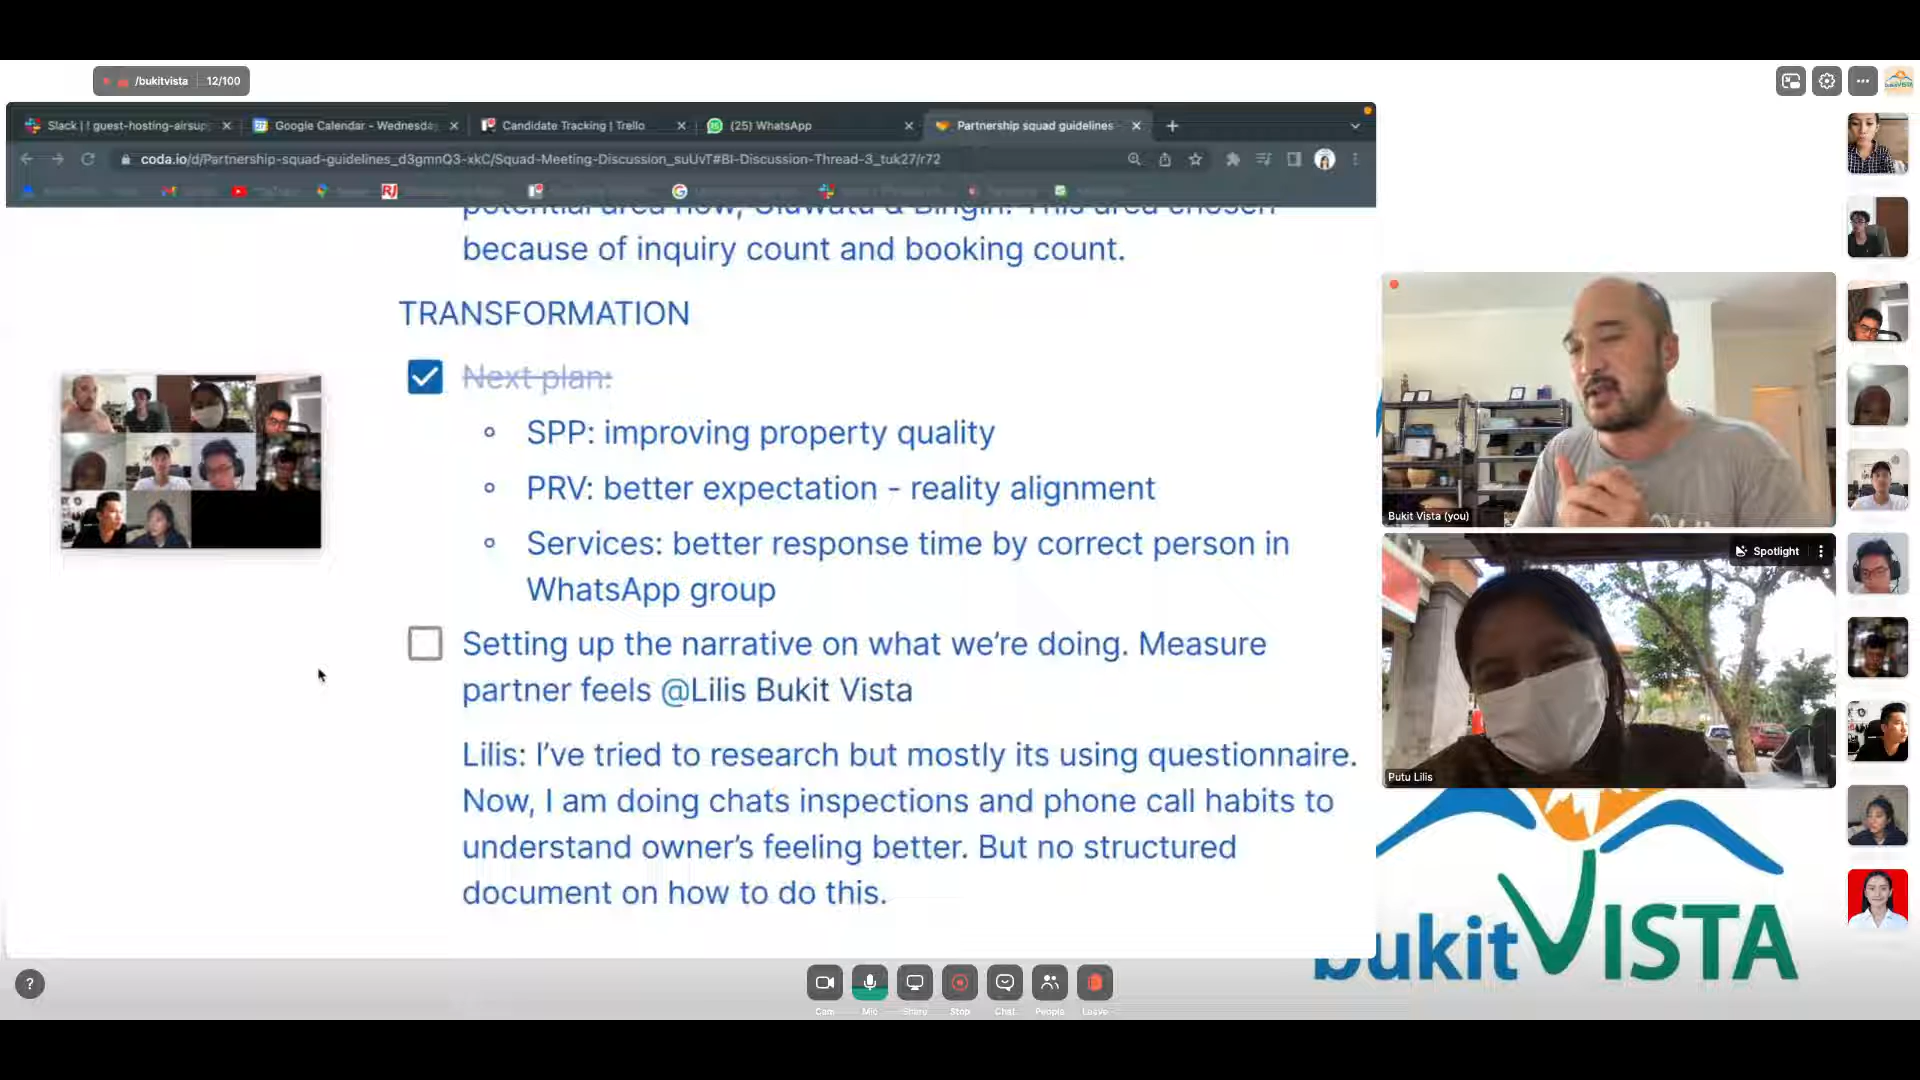 /bukitvista 12/100
Slack | ! guest-hosting-airsup
Google Calendar - Wednesda
Candidate Tracking | Trello
(25) WhatsApp
Partnership squad guidelines
coda.io/d/Partnership-squad-guidelines_d3gmnQ3-xkC/Squad-Meeting-Discussion_suUvT#BI-Discussion-Thread-3_tuk27/r72
because of inquiry count and booking count.
TRANSFORMATION
Next plan:
SPP: improving property quality
PRV: better expectation - reality alignment
Services: better response time by correct person in
WhatsApp group
Setting up the narrative on what we’re doing. Measure
partner feels @Lilis Bukit Vista
Lilis: I’ve tried to research but mostly its using questionnaire.
Now, I am doing chats inspections and phone call habits to
understand owner’s feeling better. But no structured
document on how to do this.
Bukit Vista (you)
Spotlight
Putu Lilis
bukit VISTA
?
Cam Mic Share Stop Chat People Leave